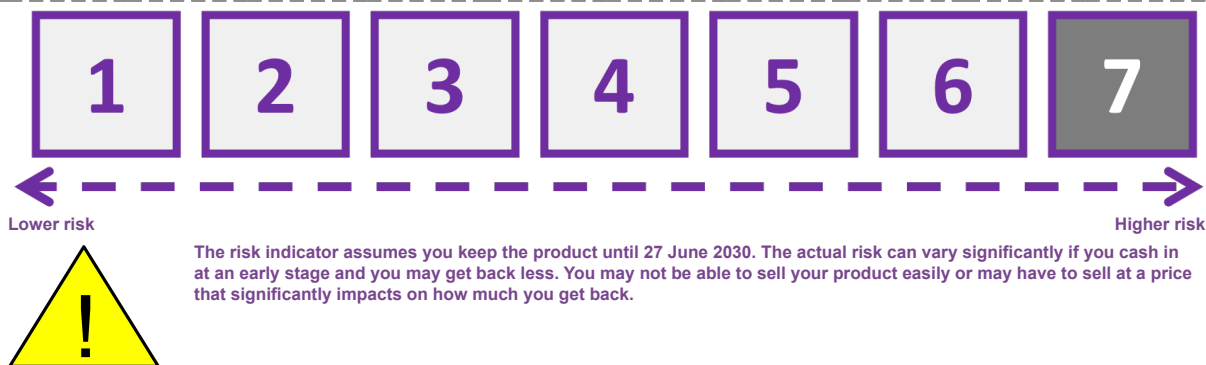 1 2 3 4 5 6 7
Lower risk Higher risk
The risk indicator assumes you keep the product until 27 June 2030. The actual risk can vary significantly if you cash in
at an early stage and you may get back less. You may not be able to sell your product easily or may have to sell at a price
that significantly impacts on how much you get back.
!